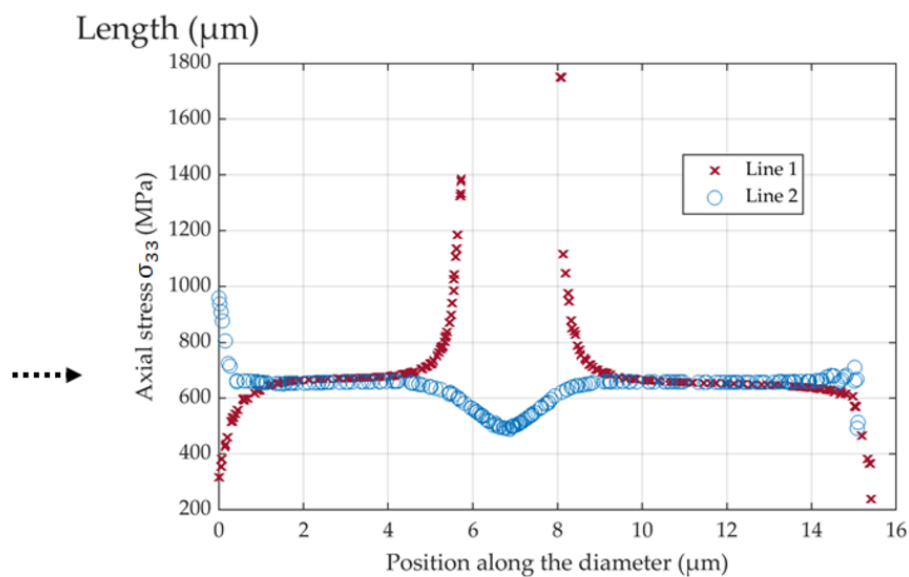 Length (µm)
1800
1600
1400
1200
1000
800
600
400
200
Axial stress σ33 (MPa)
Line 1
Line 2
0 2 4 6 8 10 12 14 16
Position along the diameter (µm)